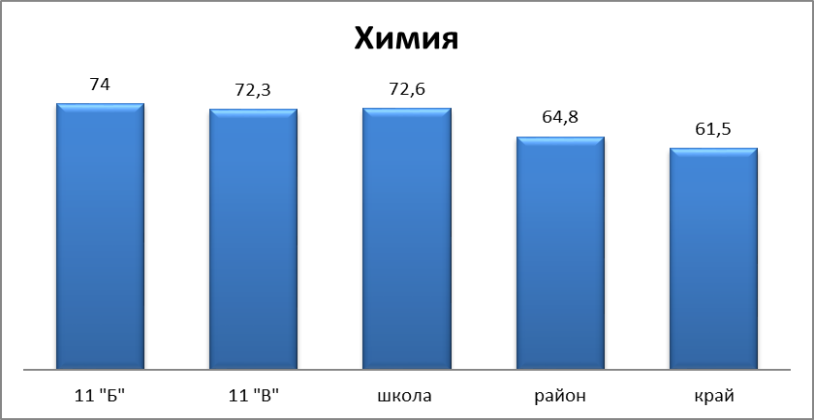 Химия
74
72,3
72,6
64,8
61,5
11 "Б"
11 "В"
школа
район
край